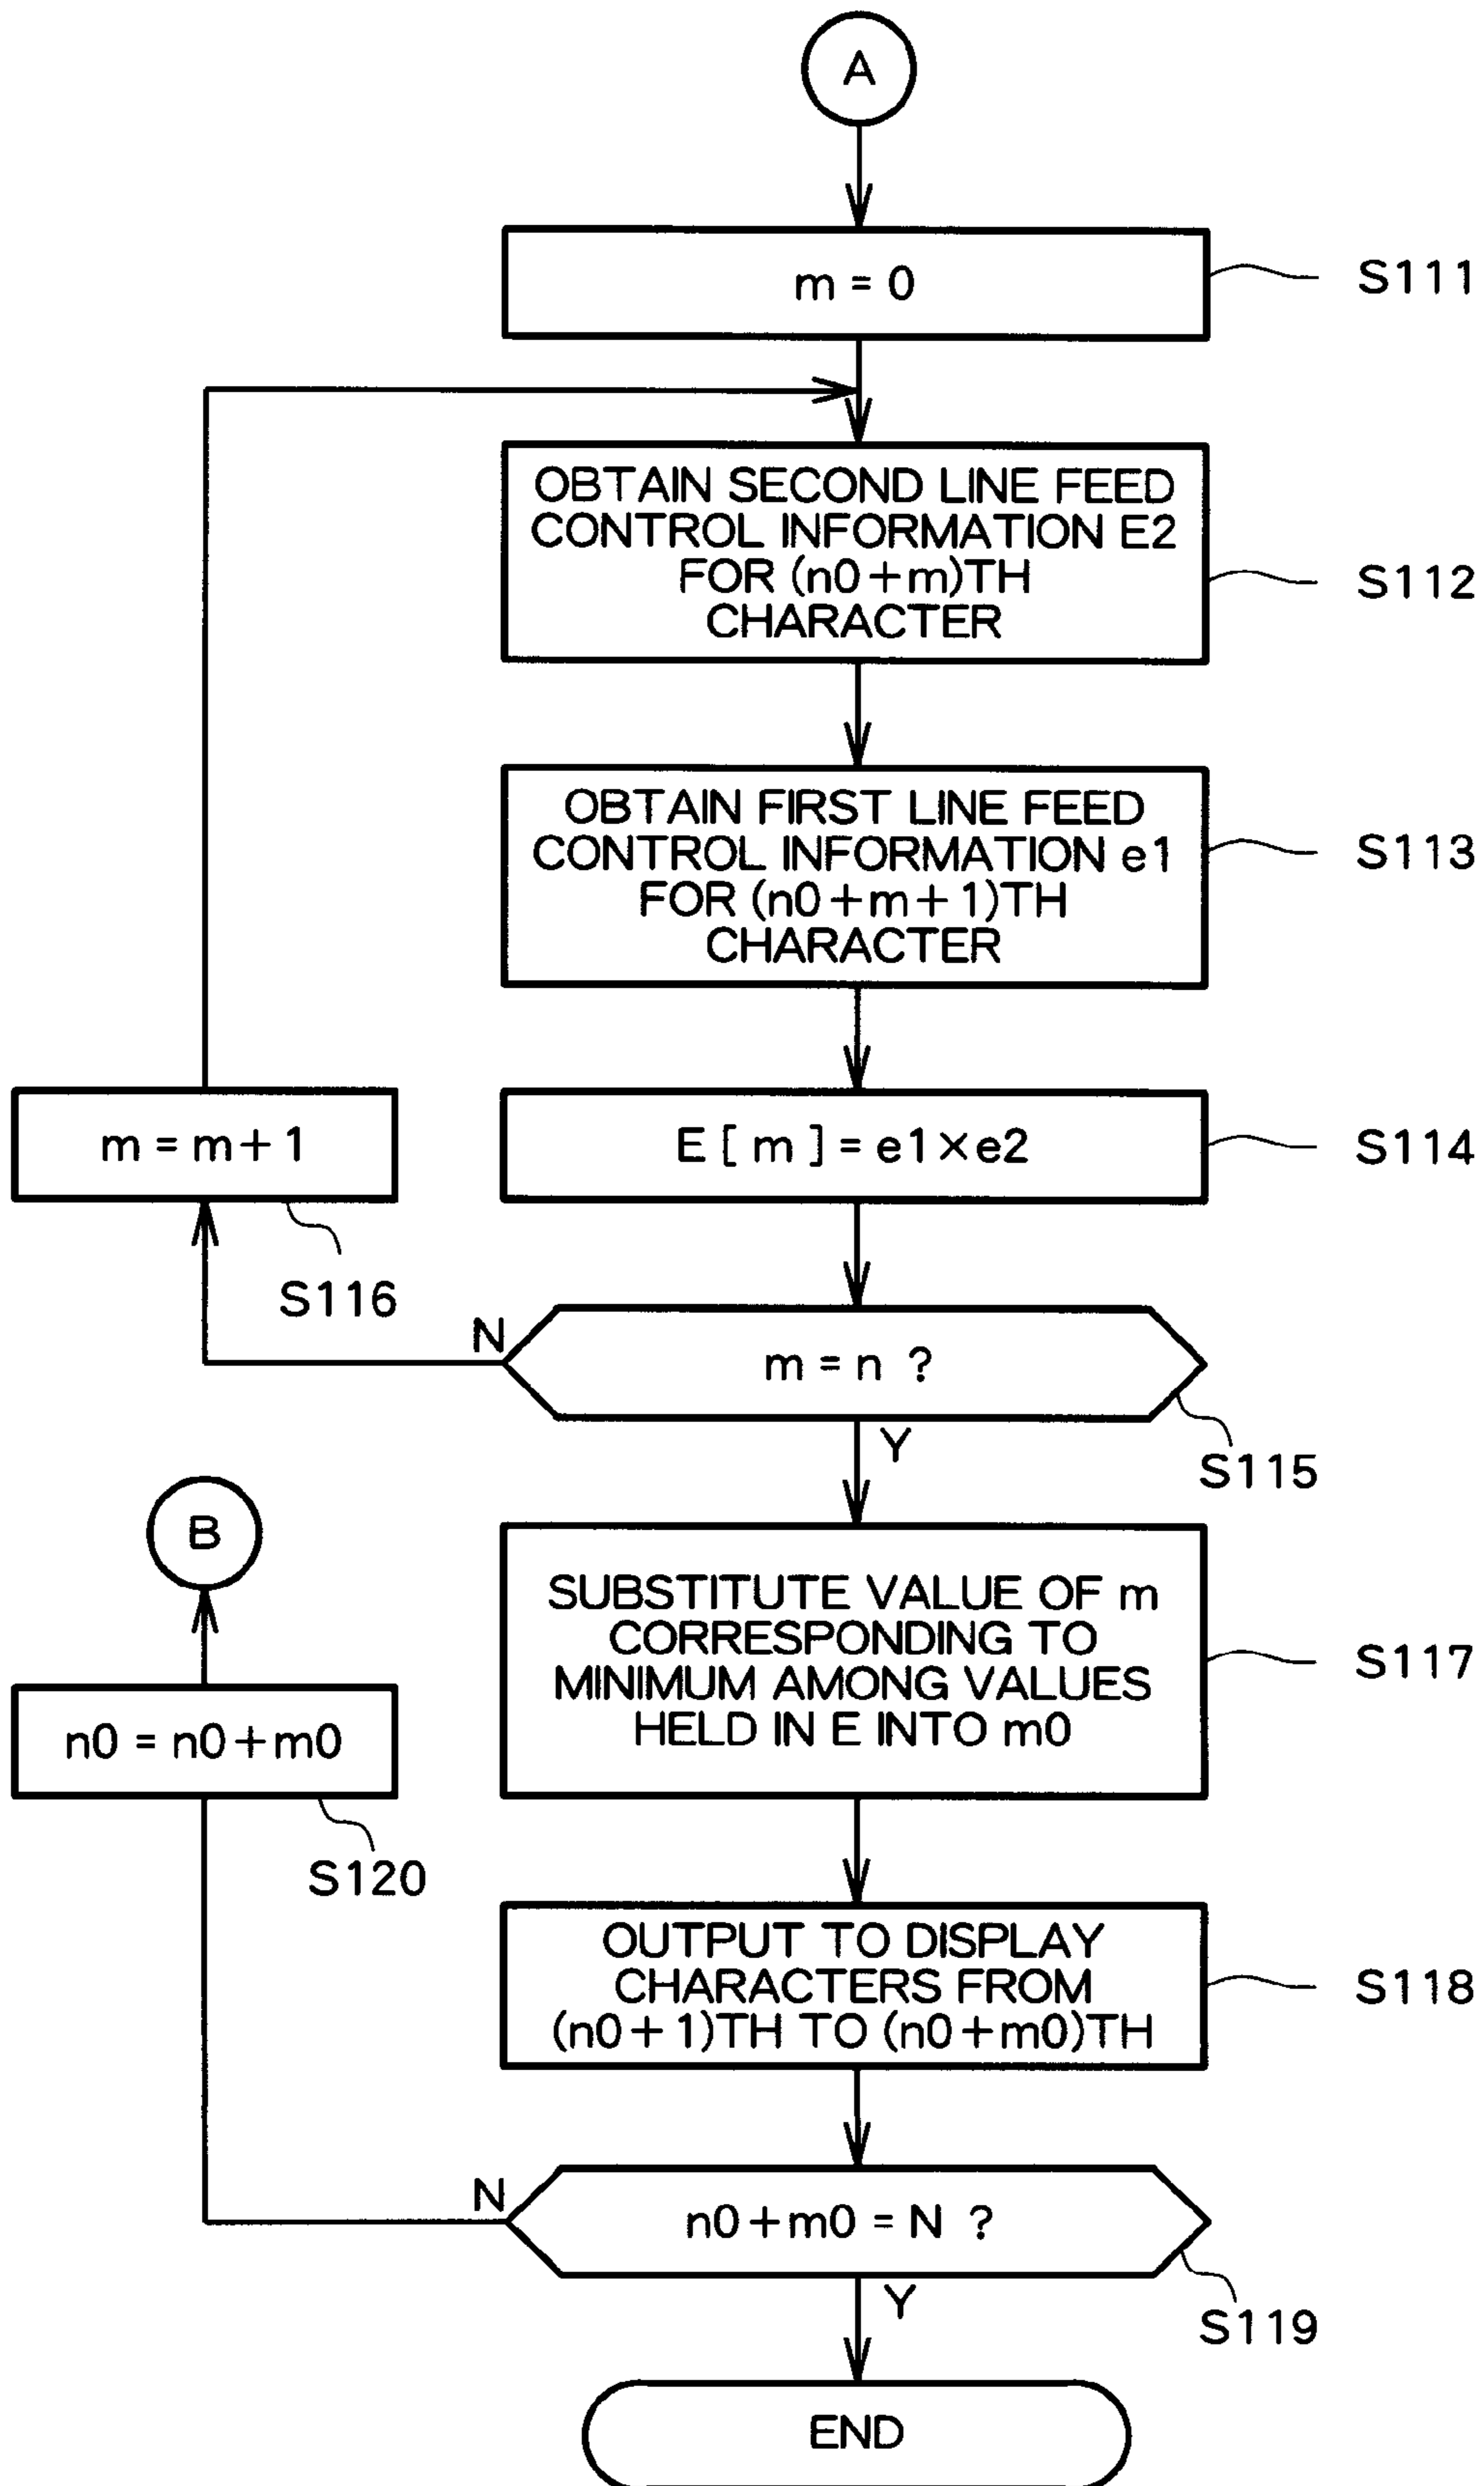 A
m = 0
S111
OBTAIN SECOND LINE FEED
CONTROL INFORMATION E2
FOR (n0+m)TH
CHARACTER
S112
OBTAIN FIRST LINE FEED
CONTROL INFORMATION e1
FOR (n0+m+1)TH
CHARACTER
S113
m = m+1
S116
E [ m ] = e1×e2
S114
N
m = n ?
Y
S115
B
SUBSTITUTE VALUE OF m
CORRESPONDING TO
MINIMUM AMONG VALUES
HELD IN E INTO m0
S117
n0 = n0+m0
S120
OUTPUT TO DISPLAY
CHARACTERS FROM
(n0+1)TH TO (n0+m0)TH
S118
N
n0+m0 = N ?
Y
S119
END